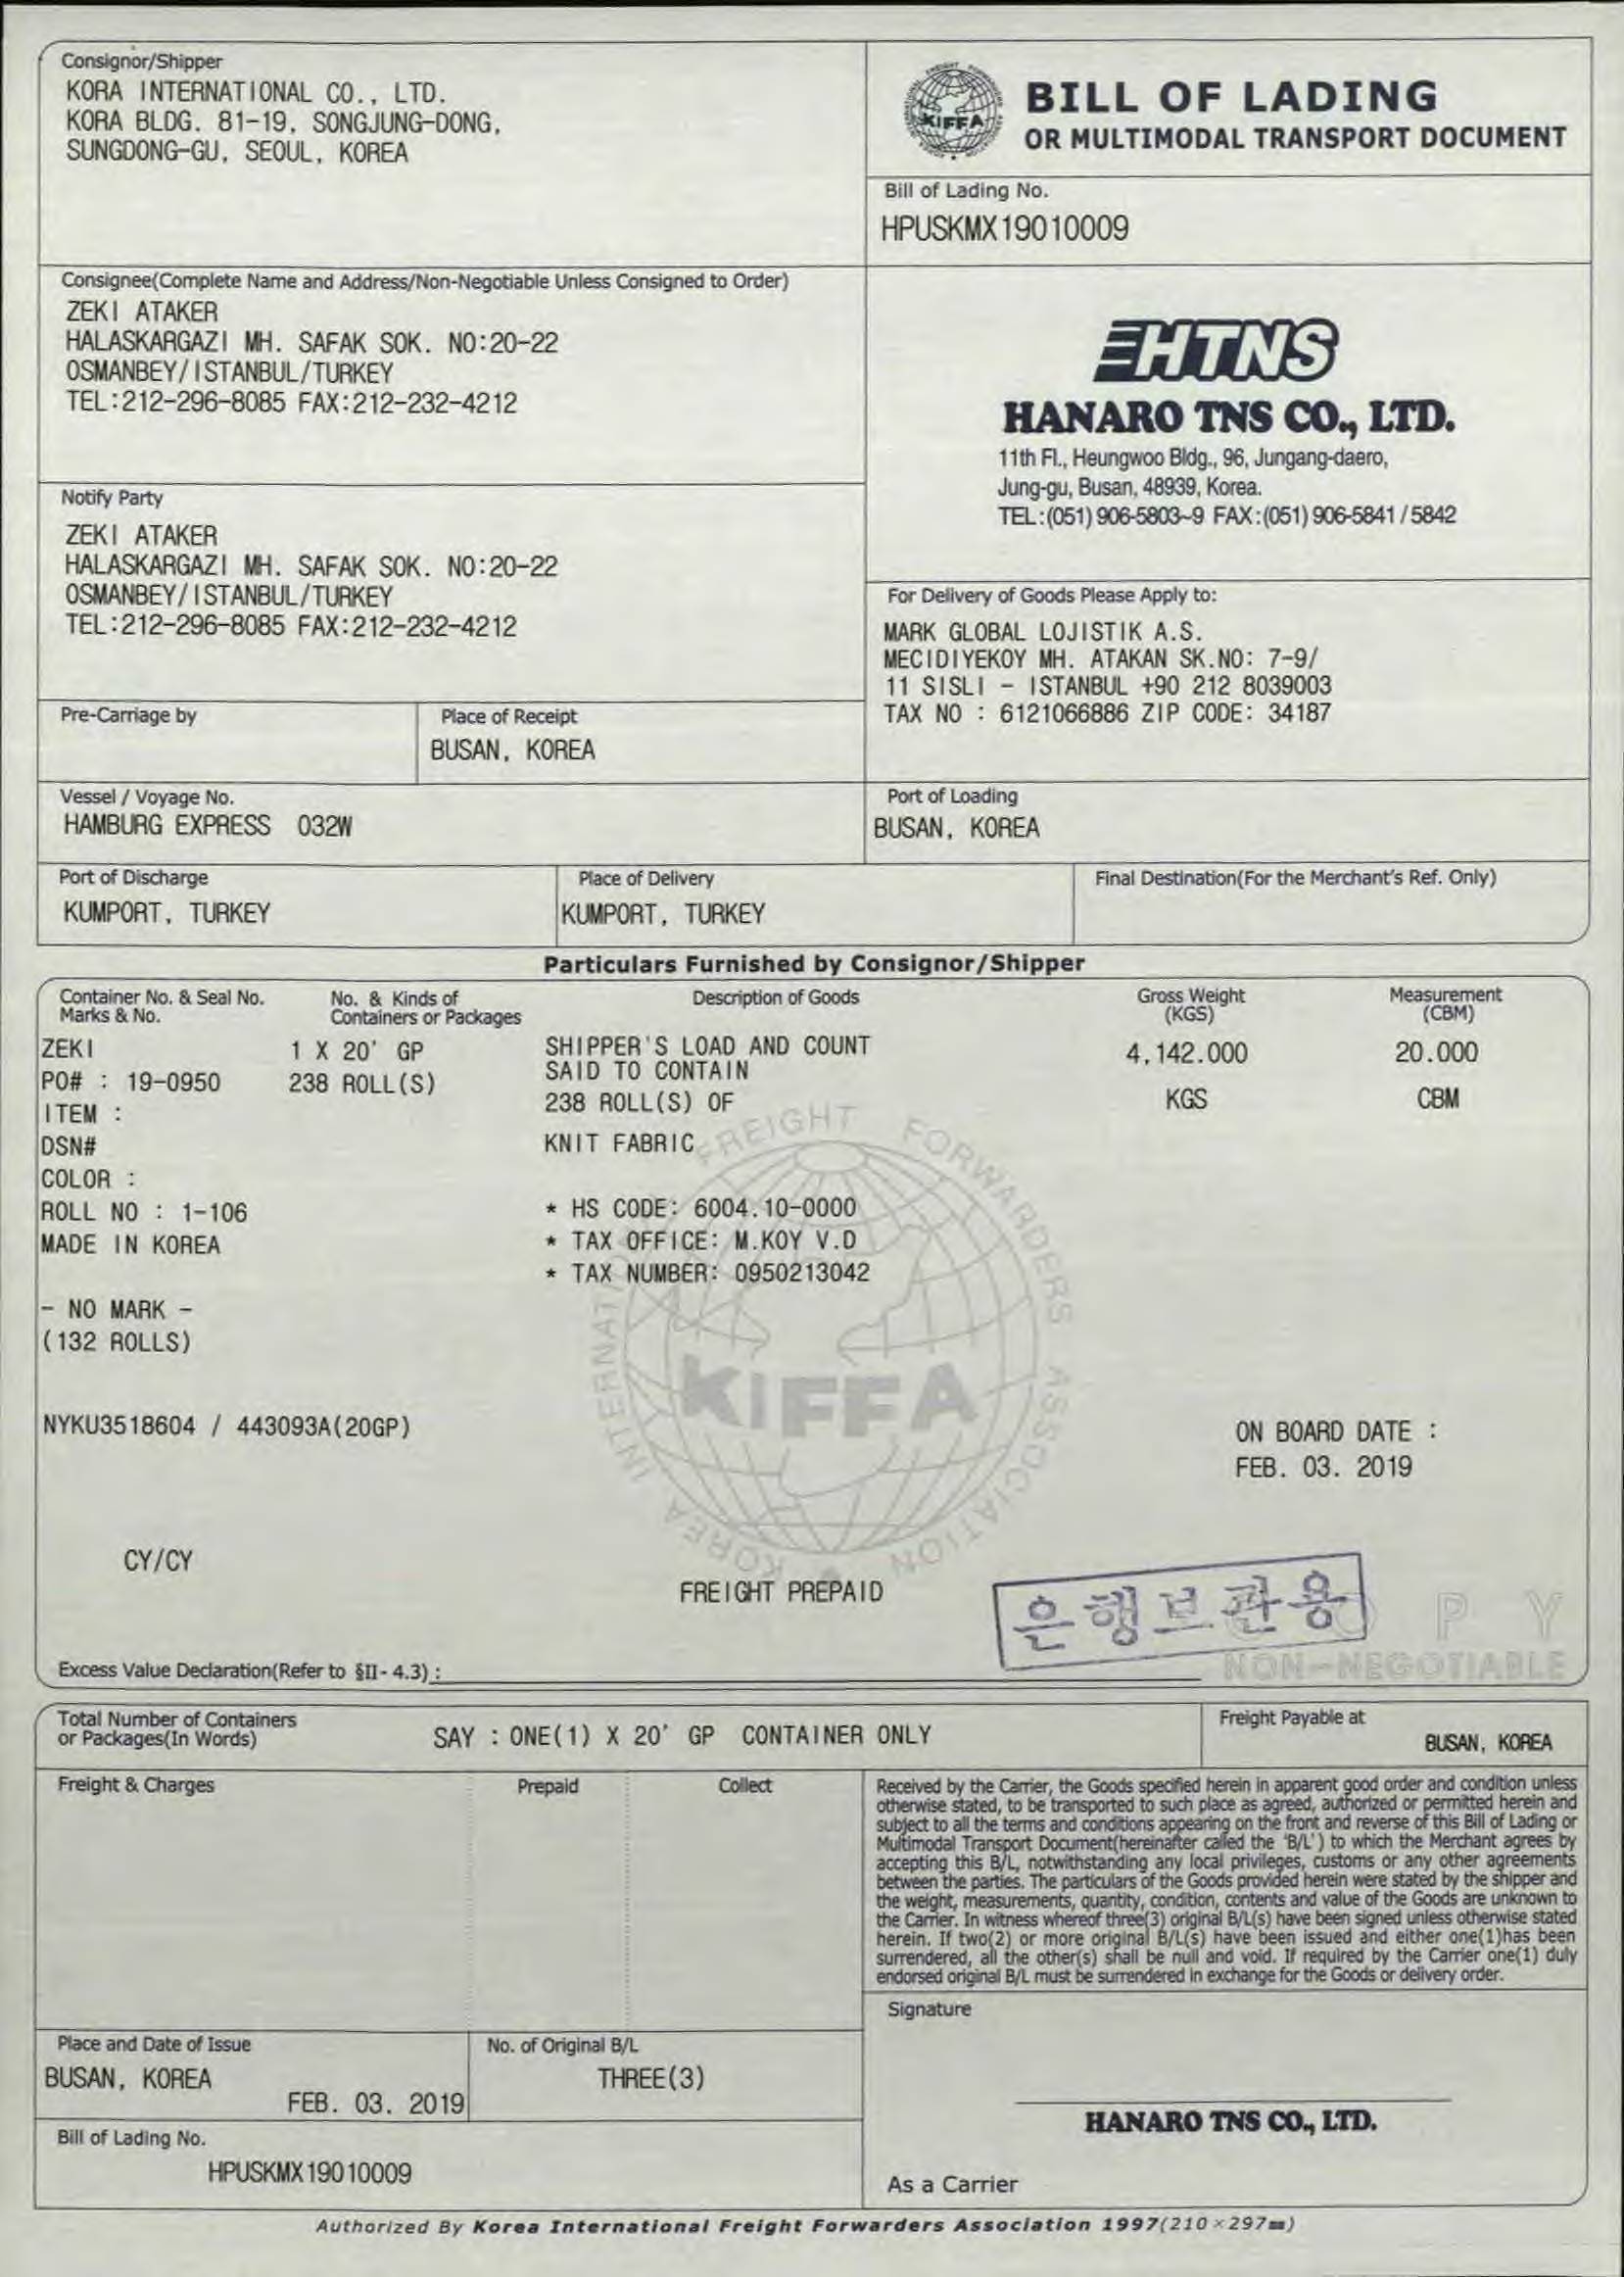 Consignor/Shipper
KORA INTERNATIONAL CO., LTD.
KORA BLDG. 81-19, SONGJUNG-DONG,
SUNGDONG-GU, SEOUL, KOREA
KIFFA
BILL OF LADING
OR MULTIMODAL TRANSPORT DOCUMENT
Bill of Lading No.
HPUSKMX19010009
Consignee(Complete Name and Address/Non-Negotiable Unless Consigned to Order)
ZEKI ATAKER
HALASKARGAZI MH. SAFAK SOK. NO:20-22
OSMANBEY/ISTANBUL/TURKEY
TEL:212-296-8085 FAX:212-232-4212
HTNS
HANARO TNS CO., LTD.
11th Fl., Heungwoo Bldg., 96, Jungang-daero,
Jung-gu, Busan, 48939, Korea.
TEL:(051) 906-5803~9 FAX:(051) 906-5841 / 5842
Notify Party
ZEKI ATAKER
HALASKARGAZI MH. SAFAK SOK. NO:20-22
OSMANBEY/ISTANBUL/TURKEY
TEL:212-296-8085 FAX:212-232-4212
For Delivery of Goods Please Apply to:
MARK GLOBAL LOJISTIK A.S.
MECIDIYEKOY MH. ATAKAN SK.NO: 7-9/
11 SISLI - ISTANBUL +90 212 8039003
TAX NO : 6121066886 ZIP CODE: 34187
Pre-Carriage by
Place of Receipt
BUSAN, KOREA
Vessel / Voyage No.
HAMBURG EXPRESS 032W
Port of Loading
BUSAN, KOREA
Port of Discharge
KUMPORT, TURKEY
Place of Delivery
KUMPORT, TURKEY
Final Destination(For the Merchant's Ref. Only)
Particulars Furnished by Consignor/Shipper
Container No. & Seal No.
Marks & No.
No. & Kinds of
Containers or Packages
Description of Goods
Gross Weight
(KGS)
Measurement
(CBM)
ZEKI
PO# : 19-0950
ITEM :
DSN#
COLOR :
ROLL NO : 1-106
MADE IN KOREA
- NO MARK -
(132 ROLLS)
1 X 20' GP
238 ROLL(S)
SHIPPER'S LOAD AND COUNT
SAID TO CONTAIN
238 ROLL(S) OF
KNIT FABRIC
* HS CODE: 6004.10-0000
* TAX OFFICE: M.KOY V.D
* TAX NUMBER: 0950213042
4,142.000
KGS
20.000
CBM
KOREA INTERNATIONAL FREIGHT FORWARDERS ASSOCIATION
KIFFA
NYKU3518604 / 443093A(20GP)
ON BOARD DATE :
FEB. 03. 2019
CY/CY
FREIGHT PREPAID
은행보관용
COPY
NON-NEGOTIABLE
Excess Value Declaration(Refer to §II- 4.3) :
Total Number of Containers
or Packages(In Words)
SAY : ONE(1) X 20' GP CONTAINER ONLY
Freight Payable at
BUSAN, KOREA
Freight & Charges
Prepaid
Collect
Received by the Carrier, the Goods specified herein in apparent good order and condition unless
otherwise stated, to be transported to such place as agreed, authorized or permitted herein and
subject to all the terms and conditions appearing on the front and reverse of this Bill of Lading or
Multimodal Transport Document(hereinafter called the 'B/L') to which the Merchant agrees by
accepting this B/L, notwithstanding any local privileges, customs or any other agreements
between the parties. The particulars of the Goods provided herein were stated by the shipper and
the weight, measurements, quantity, condition, contents and value of the Goods are unknown to
the Carrier. In witness whereof three(3) original B/L(s) have been signed unless otherwise stated
herein. If two(2) or more original B/L(s) have been issued and either one(1)has been
surrendered, all the other(s) shall be null and void. If required by the Carrier one(1) duly
endorsed original B/L must be surrendered in exchange for the Goods or delivery order.
Signature
Place and Date of Issue
BUSAN, KOREA
FEB. 03. 2019
No. of Original B/L
THREE(3)
HANARO TNS CO., LTD.
Bill of Lading No.
HPUSKMX19010009
As a Carrier
Authorized By Korea International Freight Forwarders Association 1997(210×297㎜)